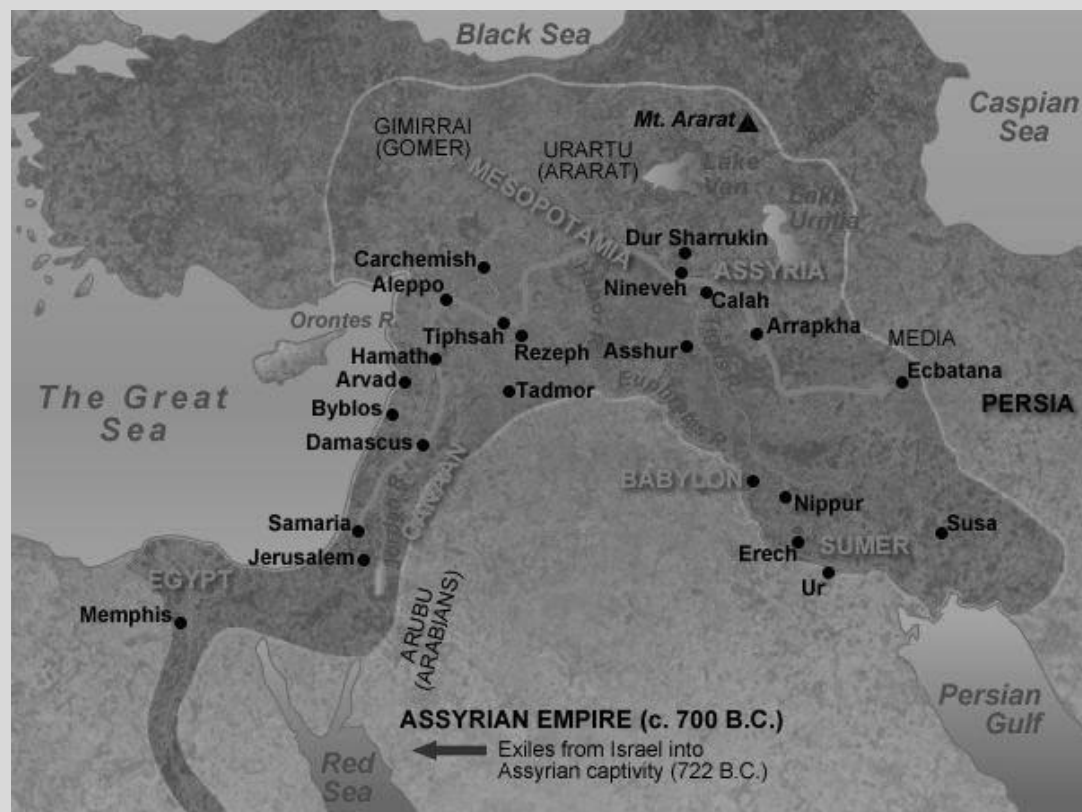 Black Sea
Caspian
Sea
Mt. Ararat
GIMIRRAI
(GOMER)
URARTU
(ARARAT)
Lake
Van
Lake
Urmia
MESOPOTAMIA
Dur Sharrukin
Carchemish
ASSYRIA
Aleppo
Nineveh
Calah
Orontes R.
Tiphsah
Rezeph
Arrapkha
Hamath
Asshur
MEDIA
Ecbatana
Arvad
Tadmor
Euphrates R.
PERSIA
The Great
Sea
Byblos
Damascus
CANAAN
Jordan R.
BABYLON
Nippur
Samaria
Susa
Jerusalem
Erech
SUMER
EGYPT
Ur
Memphis
ARUBU
(ARABIANS)
Persian
Gulf
ASSYRIAN EMPIRE (c. 700 B.C.)
Exiles from Israel into
Assyrian captivity (722 B.C.)
Red
Sea